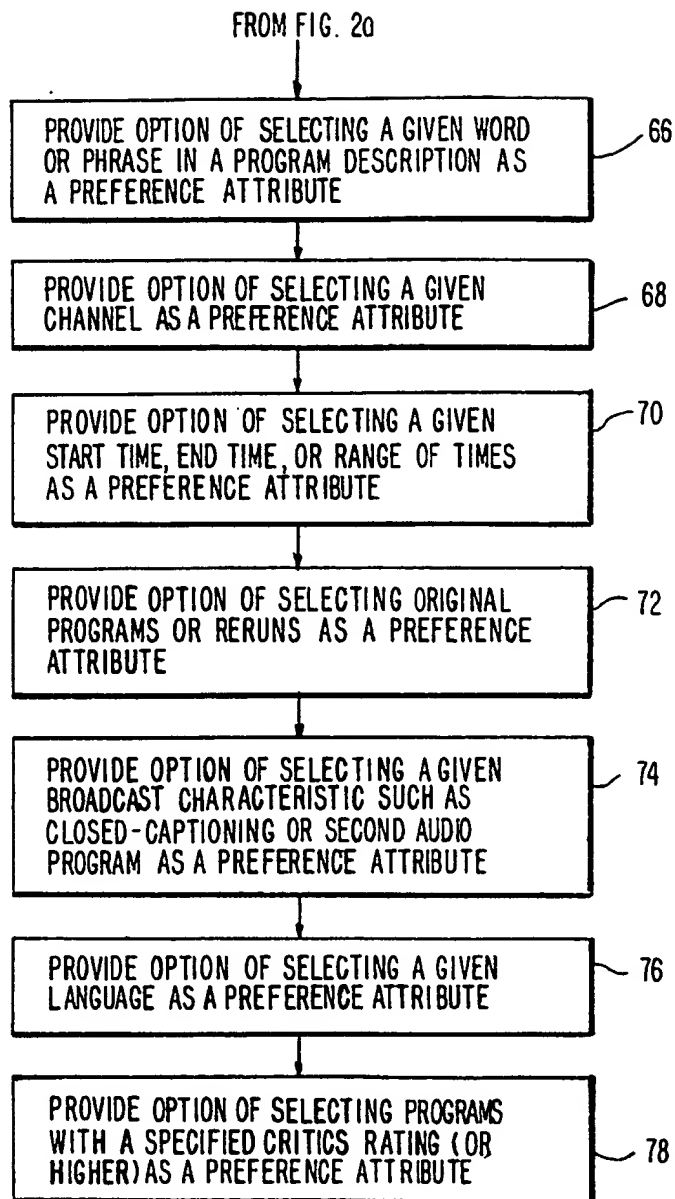 FROM FIG. 2a
PROVIDE OPTION OF SELECTING A GIVEN WORD
OR PHRASE IN A PROGRAM DESCRIPTION AS
A PREFERENCE ATTRIBUTE
66
PROVIDE OPTION OF SELECTING A GIVEN
CHANNEL AS A PREFERENCE ATTRIBUTE
68
PROVIDE OPTION OF SELECTING A GIVEN
START TIME, END TIME, OR RANGE OF TIMES
AS A PREFERENCE ATTRIBUTE
70
PROVIDE OPTION OF SELECTING ORIGINAL
PROGRAMS OR RERUNS AS A PREFERENCE
ATTRIBUTE
72
PROVIDE OPTION OF SELECTING A GIVEN
BROADCAST CHARACTERISTIC SUCH AS
CLOSED-CAPTIONING OR SECOND AUDIO
PROGRAM AS A PREFERENCE ATTRIBUTE
74
PROVIDE OPTION OF SELECTING A GIVEN
LANGUAGE AS A PREFERENCE ATTRIBUTE
76
PROVIDE OPTION OF SELECTING PROGRAMS
WITH A SPECIFIED CRITICS RATING (OR
HIGHER) AS A PREFERENCE ATTRIBUTE
78